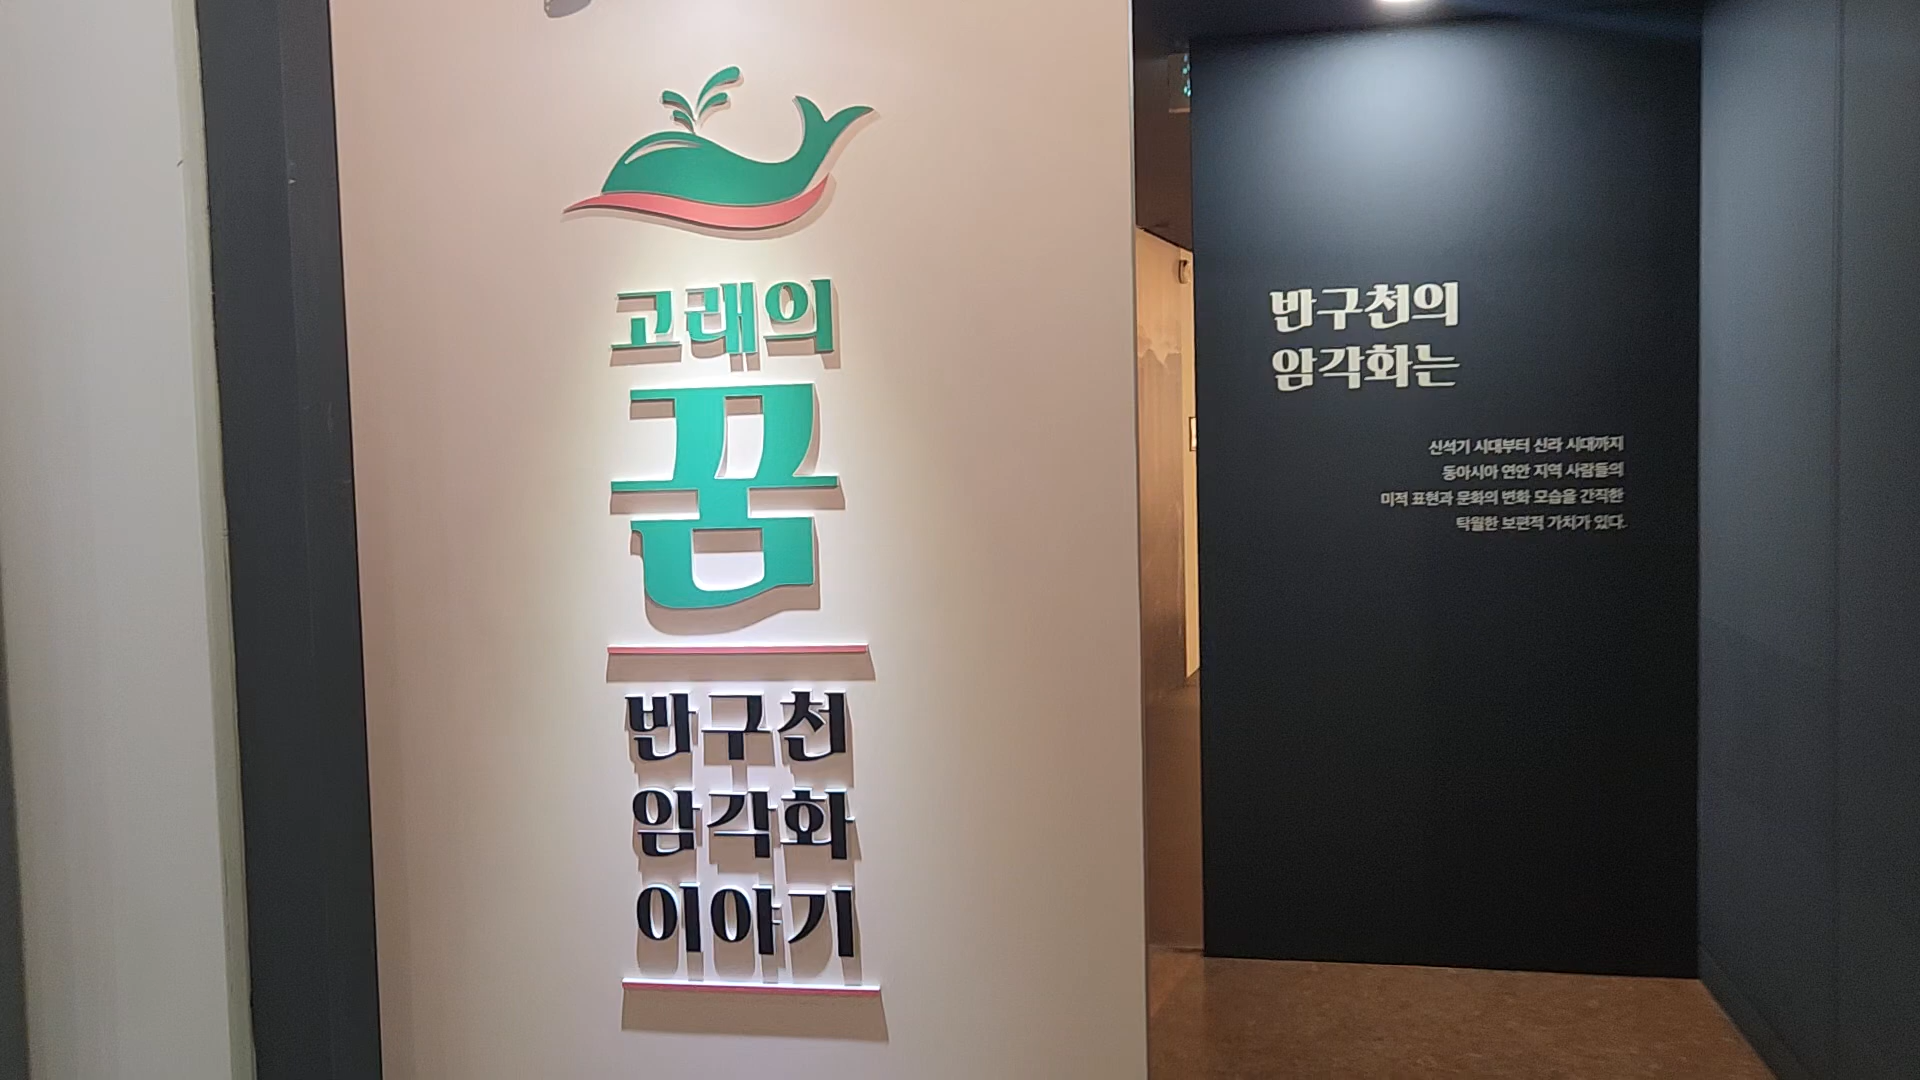 고래의
꿈
반구천
암각화
이야기
반구천의
암각화는
신석기 시대부터 신라 시대까지
동아시아 연안 지역 사람들의
미적 표현과 문화의 변화 모습을 간직한
탁월한 보편적 가치가 있다.